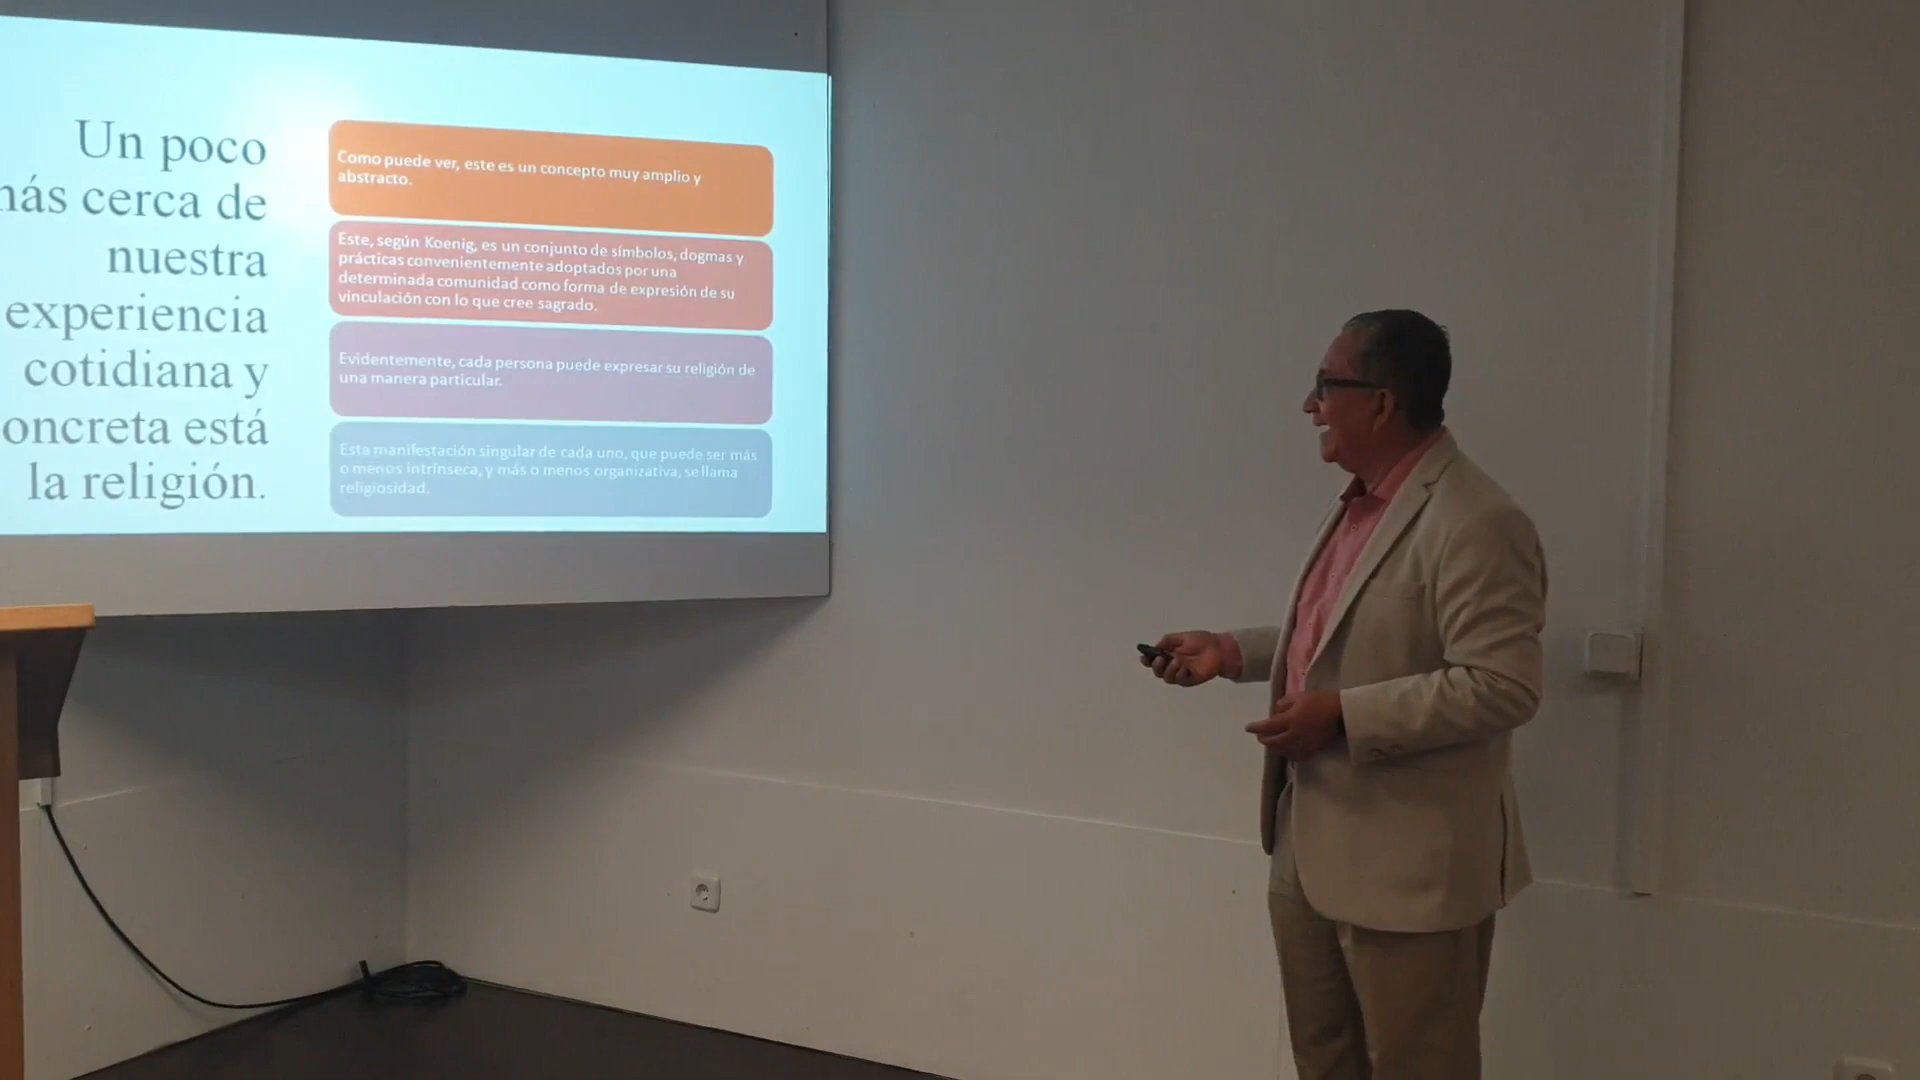 Un poco
más cerca de
nuestra
experiencia
cotidiana y
concreta está
la religión.
Como puede ver, este es un concepto muy amplio y
abstracto.
Este, según Koenig, es un conjunto de símbolos, dogmas y
prácticas convenientemente adoptados por una
determinada comunidad como forma de expresión de su
vinculación con lo que cree sagrado.
Evidentemente, cada persona puede expresar su religión de
una manera particular.
Esta manifestación singular de cada uno, que puede ser más
o menos intrínseca, y más o menos organizativa, se llama
religiosidad.